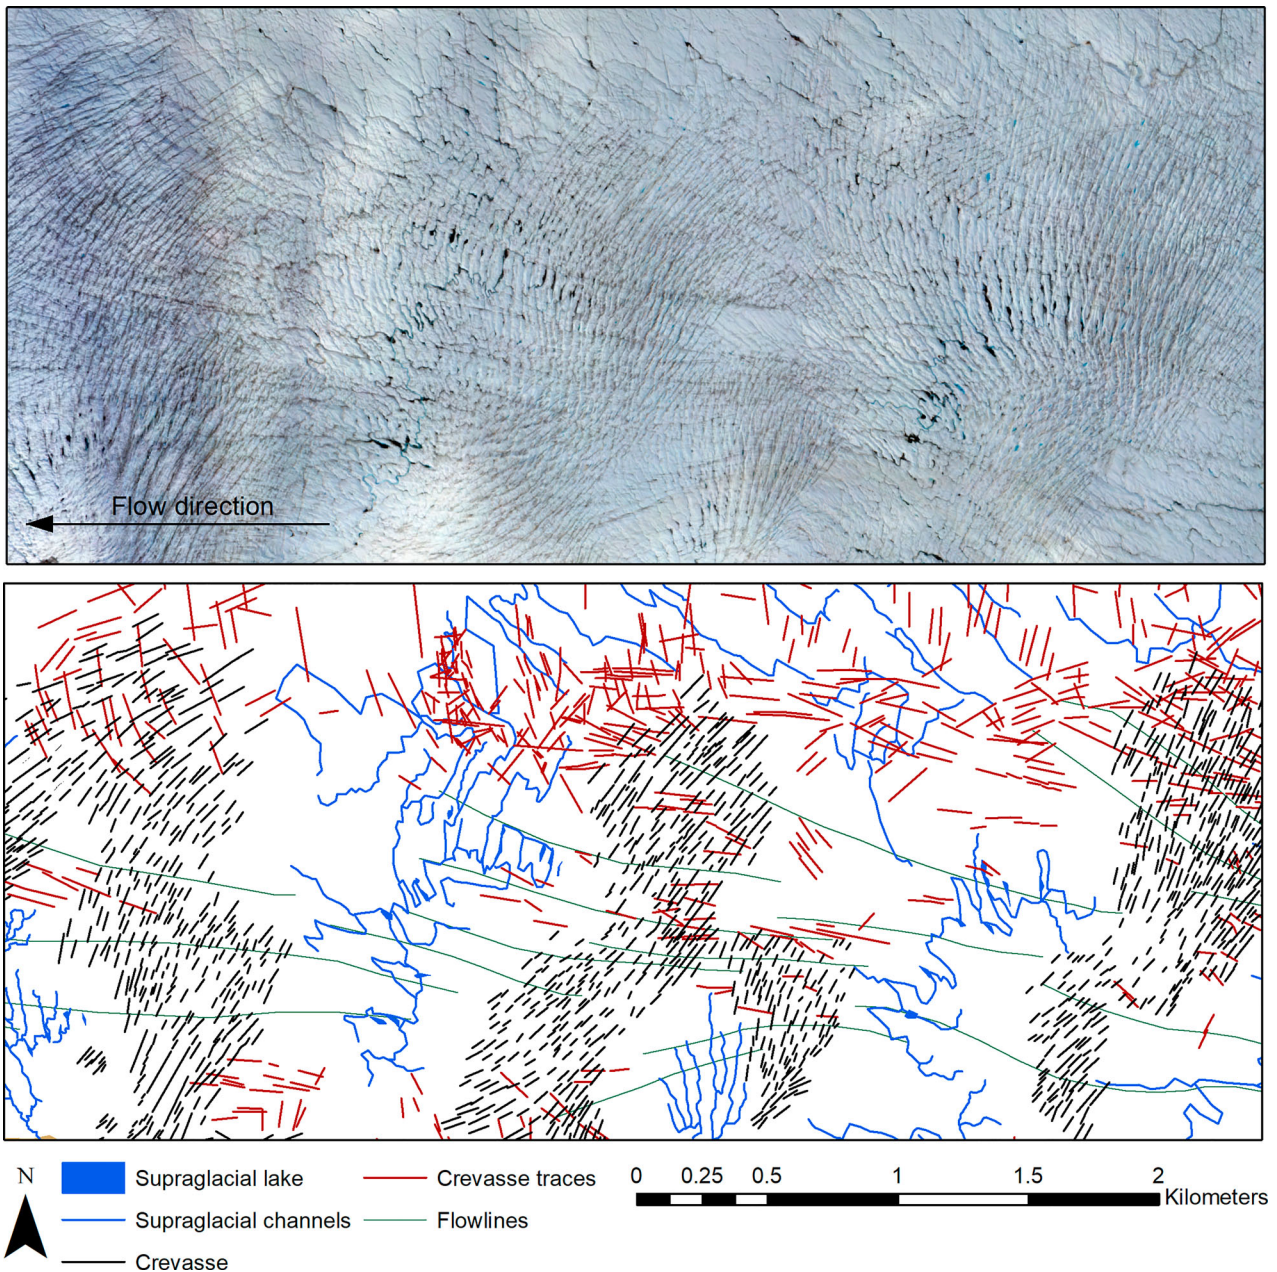 Flow direction
N
Supraglacial lake
Supraglacial channels
Crevasse
Crevasse traces
Flowlines
0 0.25 0.5 1 1.5 2
Kilometers